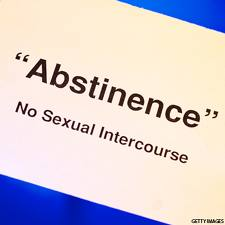 “Abstinence”
No Sexual Intercourse
GETTY IMAGES